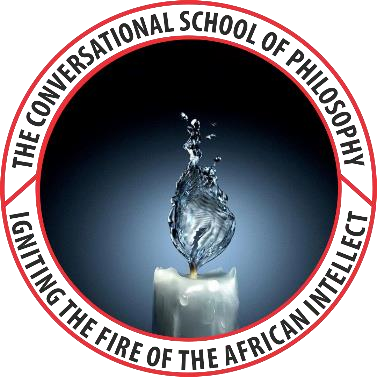 THE CONVERSATIONAL SCHOOL OF PHILOSOPHY
IGNITING THE FIRE OF THE AFRICAN INTELLECT